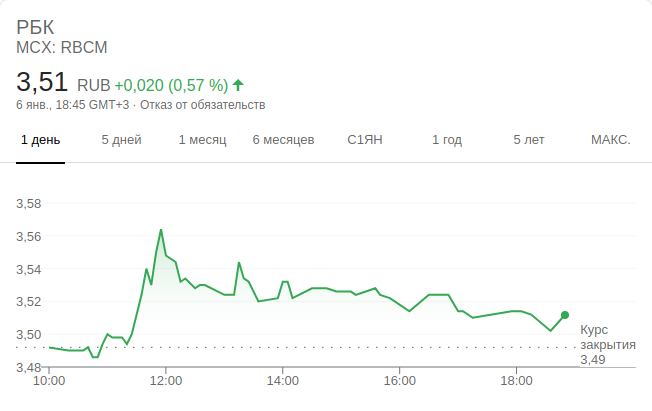 РБК
MCX: RBCM
3,51 RUB +0,020 (0,57 %)
6 янв., 18:45 GMT+3 · Отказ от обязательств
1 день 5 дней 1 месяц 6 месяцев С1ЯН 1 год 5 лет МАКС.
3,58
3,56
3,54
3,52
3,50
3,48
Курс
закрытия
3,49
10:00 12:00 14:00 16:00 18:00